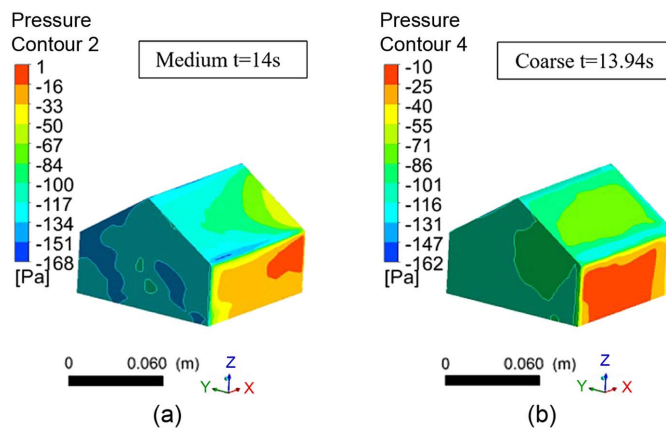 Pressure
Contour 2
Medium t=14s
1
-16
-33
-50
-67
-84
-100
-117
-134
-151
-168
[Pa]
0 0.060 (m)
Z
Y X
(a)
Pressure
Contour 4
Coarse t=13.94s
-10
-25
-40
-55
-71
-86
-101
-116
-131
-147
-162
[Pa]
0 0.060 (m)
Z
Y X
(b)